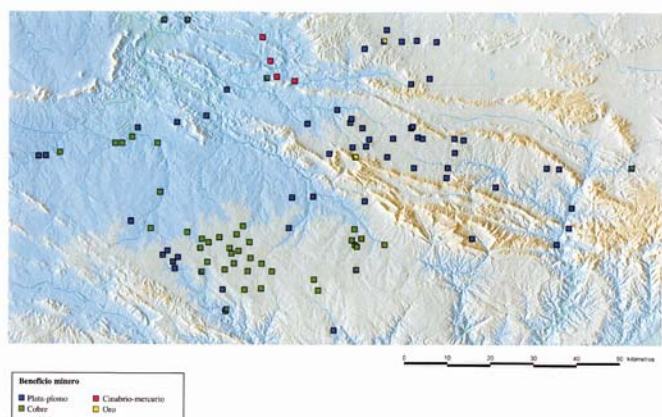 0 10 20 30 40 50 kilómetros
Beneficio minero
Plata-plomo Cinabrio-mercurio
Cobre Oro